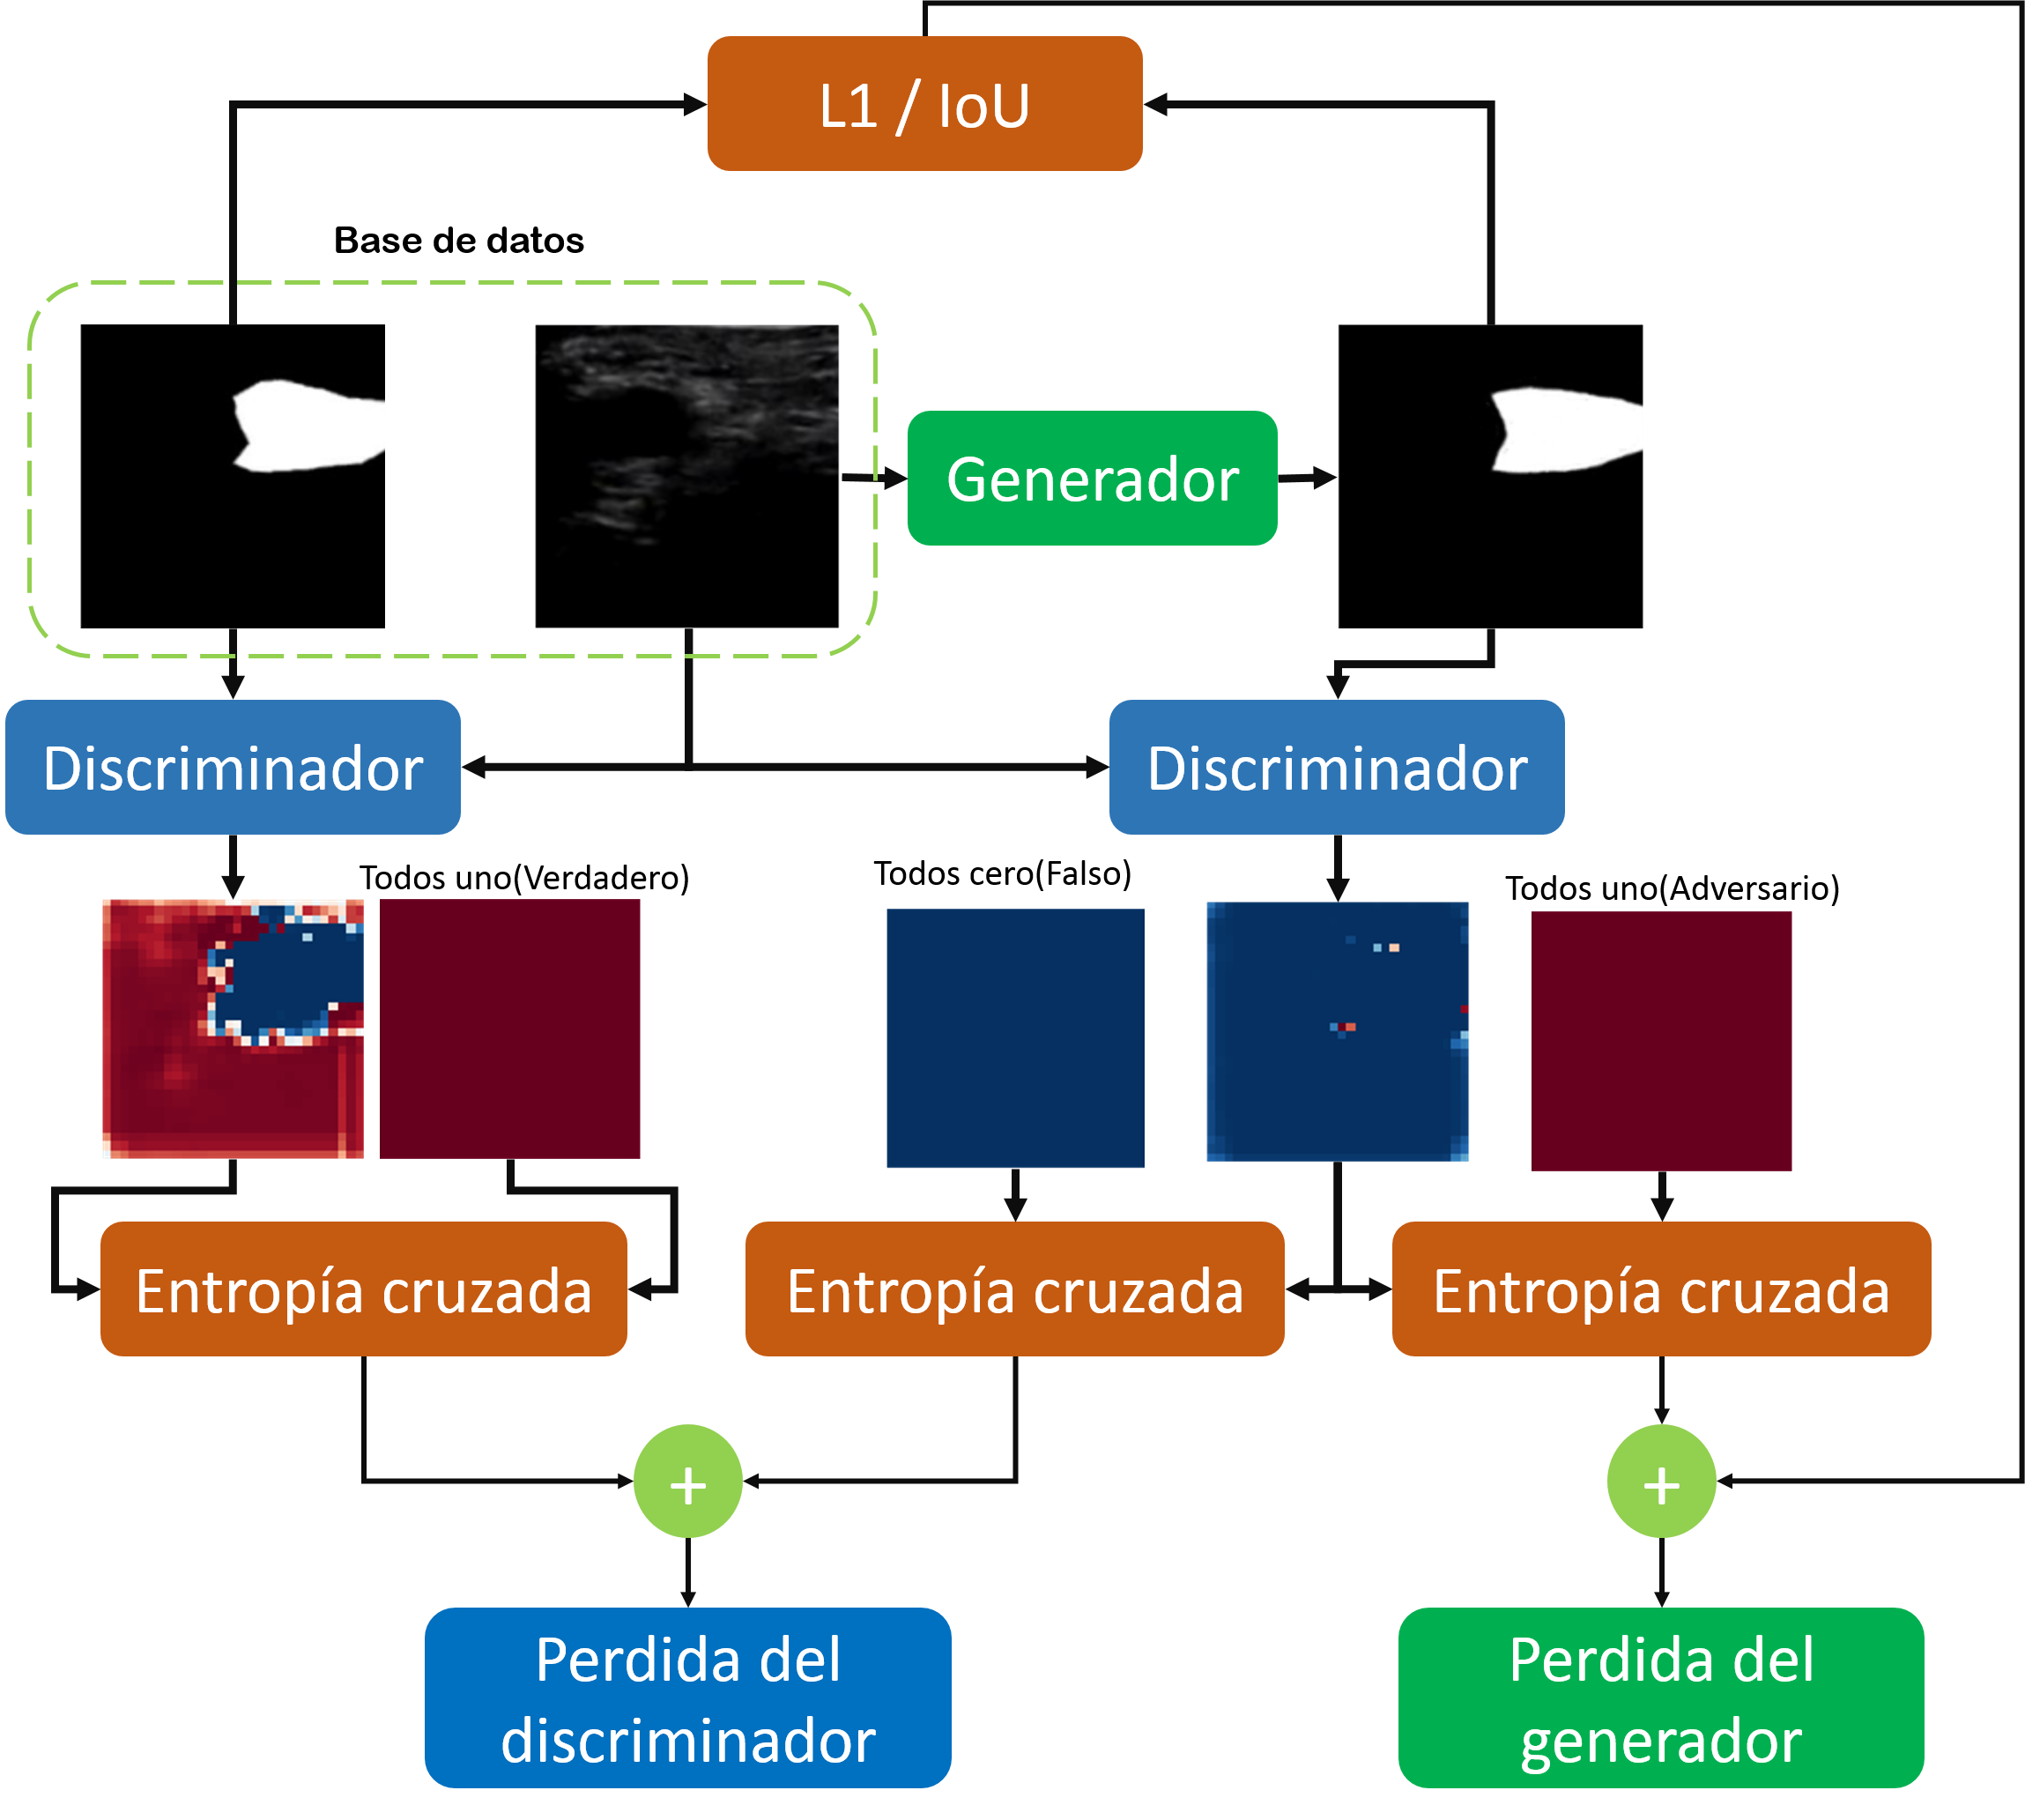 L1 / IoU
Base de datos
Generador
Discriminador
Discriminador
Todos uno(Verdadero)
Todos cero(Falso)
Todos uno(Adversario)
Entropía cruzada
Entropía cruzada
Entropía cruzada
+
+
Perdida del
discriminador
Perdida del
generador